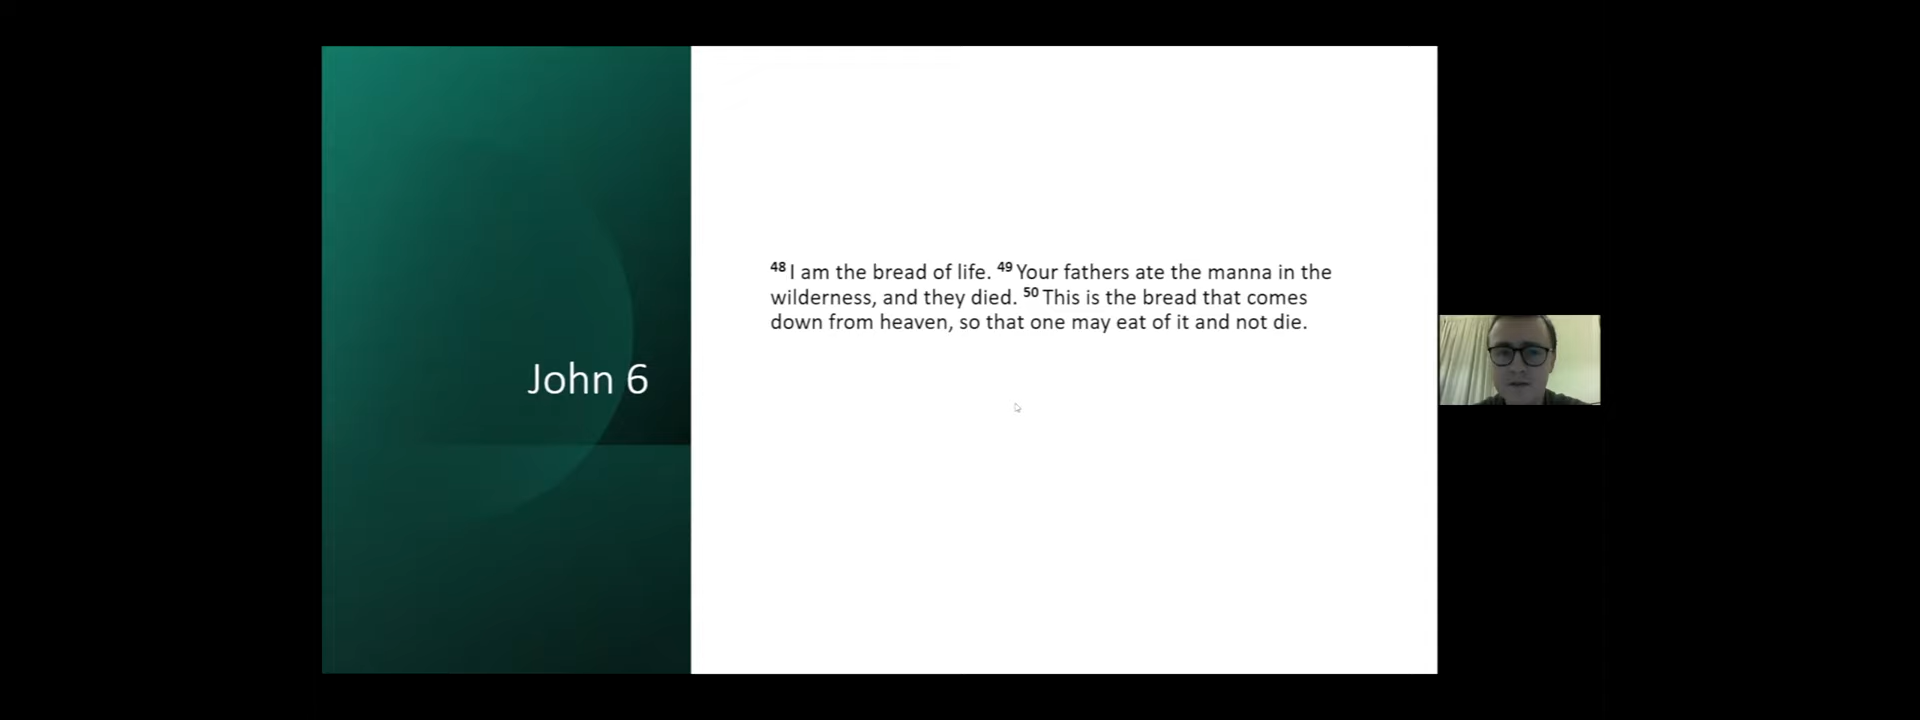 John 6
48 I am the bread of life. 49 Your fathers ate the manna in the
wilderness, and they died. 50 This is the bread that comes
down from heaven, so that one may eat of it and not die.